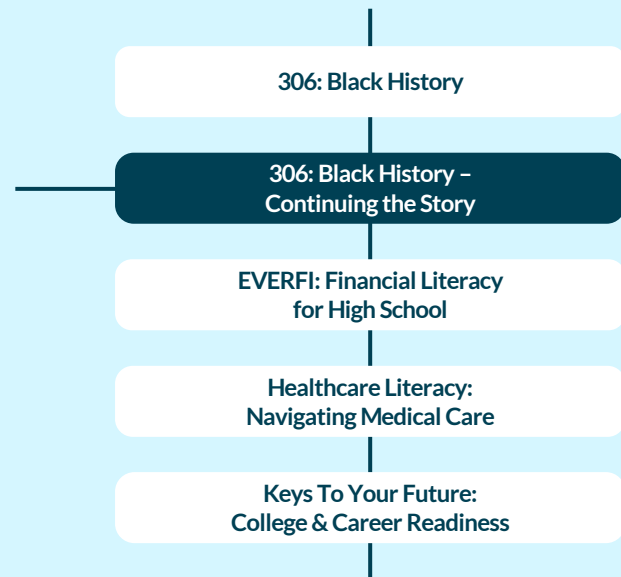 306: Black History
306: Black History –
Continuing the Story
EVERFI: Financial Literacy
for High School
Healthcare Literacy:
Navigating Medical Care
Keys To Your Future:
College & Career Readiness